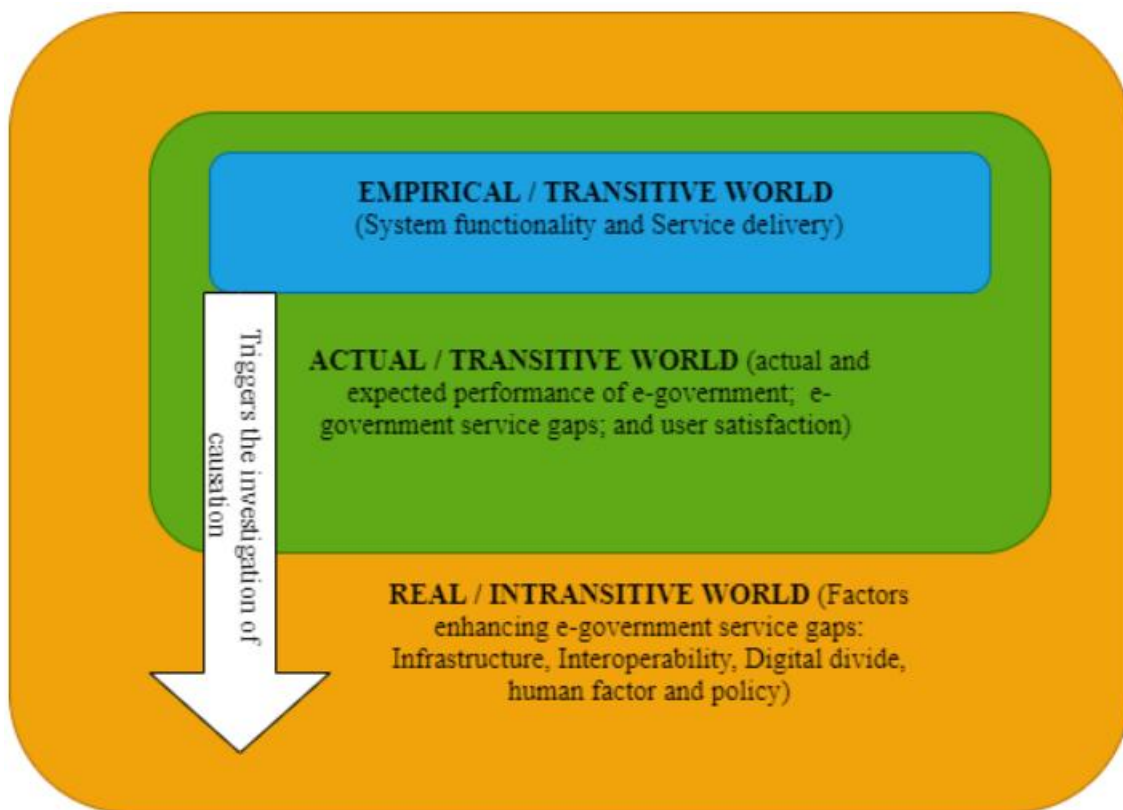 EMPIRICAL / TRANSITIVE WORLD
(System functionality and Service delivery)
Triggers the investigation of
causation
ACTUAL / TRANSITIVE WORLD (actual and
expected performance of e-government;  e-
government service gaps; and user satisfaction)
REAL / INTRANSITIVE WORLD (Factors
enhancing e-government service gaps:
Infrastructure, Interoperability, Digital divide,
human factor and policy)